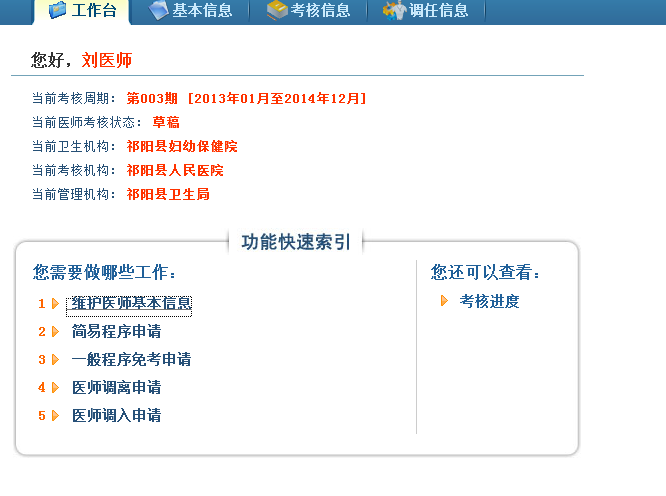 工作台 基本信息 考核信息 调任信息
您好，刘医师
当前考核周期： 第003期 [2013年01月至2014年12月]
当前医师考核状态： 草稿
当前卫生机构： 祁阳县妇幼保健院
当前考核机构： 祁阳县人民医院
当前管理机构： 祁阳县卫生局
功能快速索引
您需要做哪些工作：
1 维护医师基本信息
2 简易程序申请
3 一般程序免考申请
4 医师调离申请
5 医师调入申请
您还可以查看：
考核进度